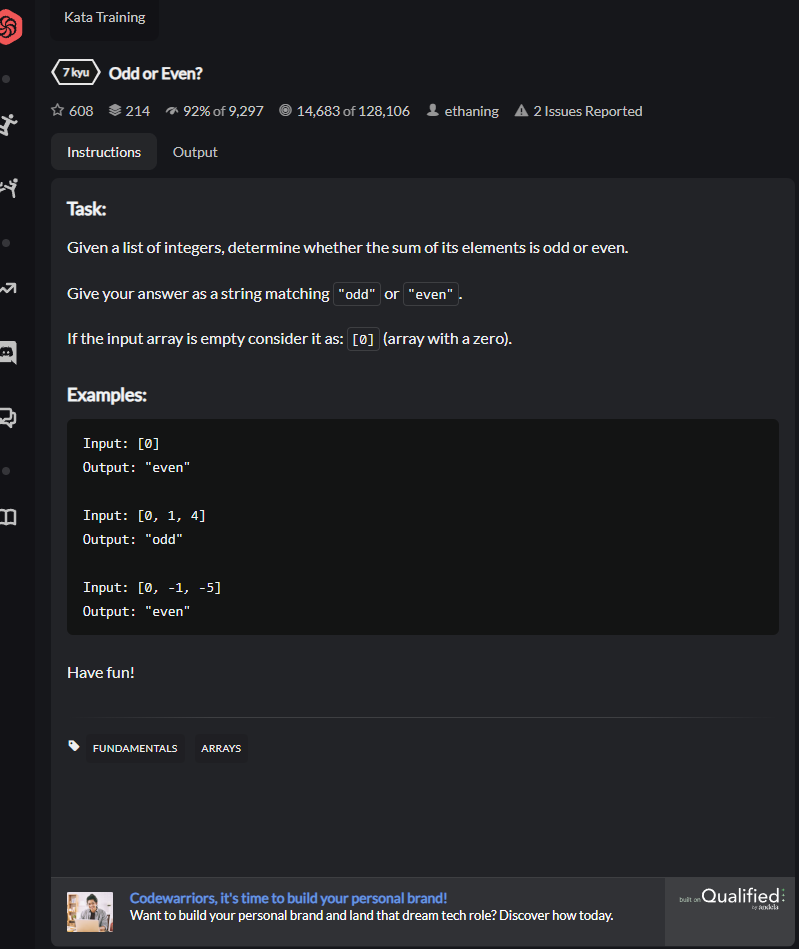 Kata Training
7 kyu Odd or Even?
608 214 92% of 9,297 14,683 of 128,106 ethaning 2 Issues Reported
Instructions Output
Task:
Given a list of integers, determine whether the sum of its elements is odd or even.
Give your answer as a string matching "odd" or "even".
If the input array is empty consider it as: [0] (array with a zero).
Examples:
Input: [0]
Output: "even"
Input: [0, 1, 4]
Output: "odd"
Input: [0, -1, -5]
Output: "even"
Have fun!
FUNDAMENTALS ARRAYS
Codewarriors, it's time to build your personal brand!
Want to build your personal brand and land that dream tech role? Discover how today.
built on Qualified
by andela